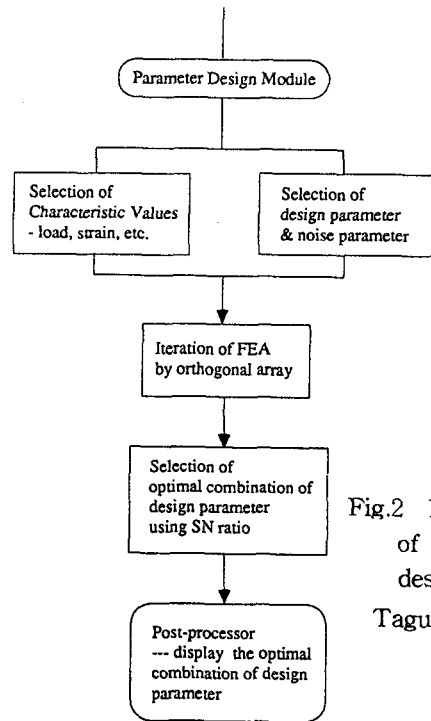 Parameter Design Module
Selection of
Characteristic Values
- load, strain, etc.
Selection of
design parameter
& noise parameter
Iteration of FEA
by orthogonal array
Selection of
optimal combination of
design parameter
using SN ratio
Fig.2
of
des
Tagu
Post-processor
--- display the optimal
combination of design
parameter